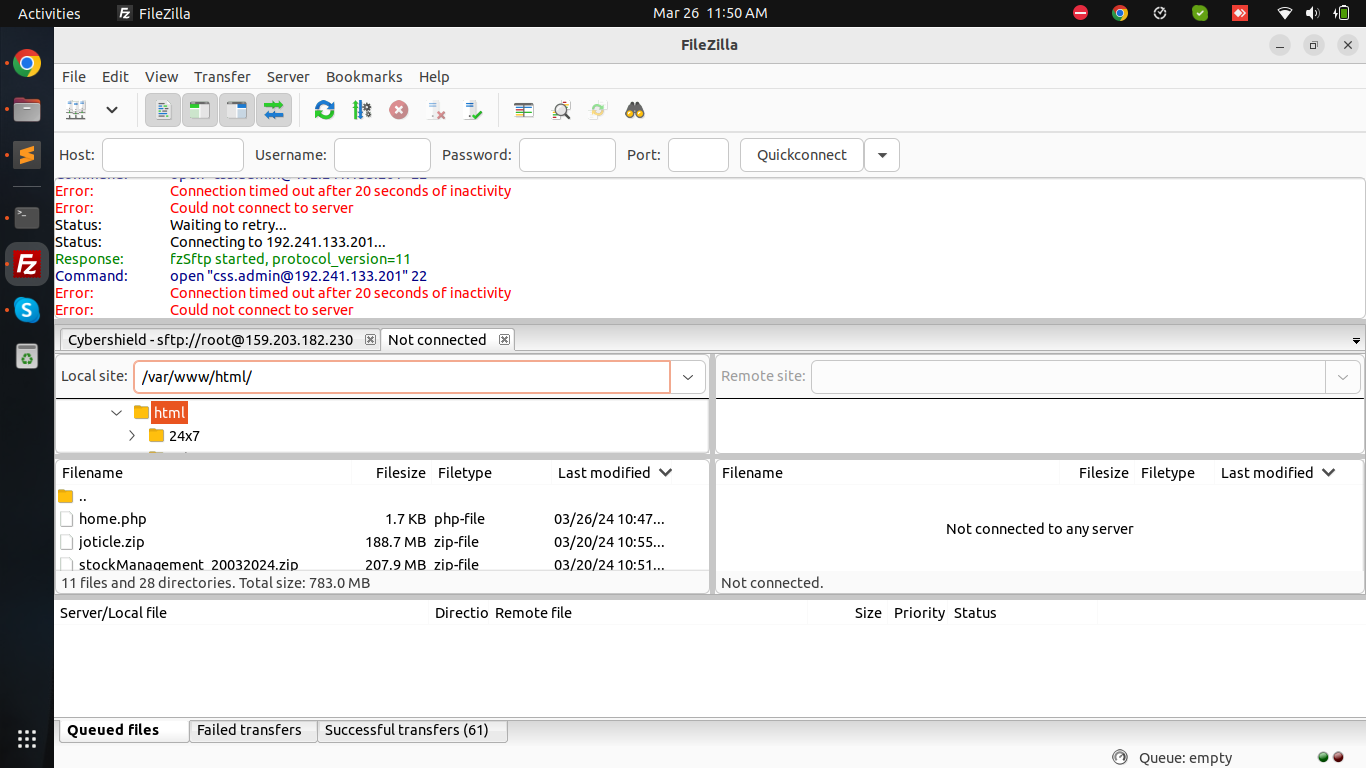 Activities FileZilla Mar 26 11:50 AM
FileZilla
File Edit View Transfer Server Bookmarks Help
Host: Username: Password: Port: Quickconnect
Command: open "css.admin@192.241.133.201" 22
Error: Connection timed out after 20 seconds of inactivity
Error: Could not connect to server
Status: Waiting to retry...
Status: Connecting to 192.241.133.201...
Response: fzSftp started, protocol_version=11
Command: open "css.admin@192.241.133.201" 22
Error: Connection timed out after 20 seconds of inactivity
Error: Could not connect to server
Cybershield - sftp://root@159.203.182.230 Not connected
Local site: /var/www/html/ Remote site:
html
24x7
Filename Filesize Filetype Last modified Filename Filesize Filetype Last modified
..
home.php 1.7 KB php-file 03/26/24 10:47...
Not connected to any server
joticle.zip 188.7 MB zip-file 03/20/24 10:55...
stockManagement_20032024.zip 207.9 MB zip-file 03/20/24 10:51...
11 files and 28 directories. Total size: 783.0 MB Not connected.
Server/Local file Directio Remote file Size Priority Status
Queued files Failed transfers Successful transfers (61)
Queue: empty